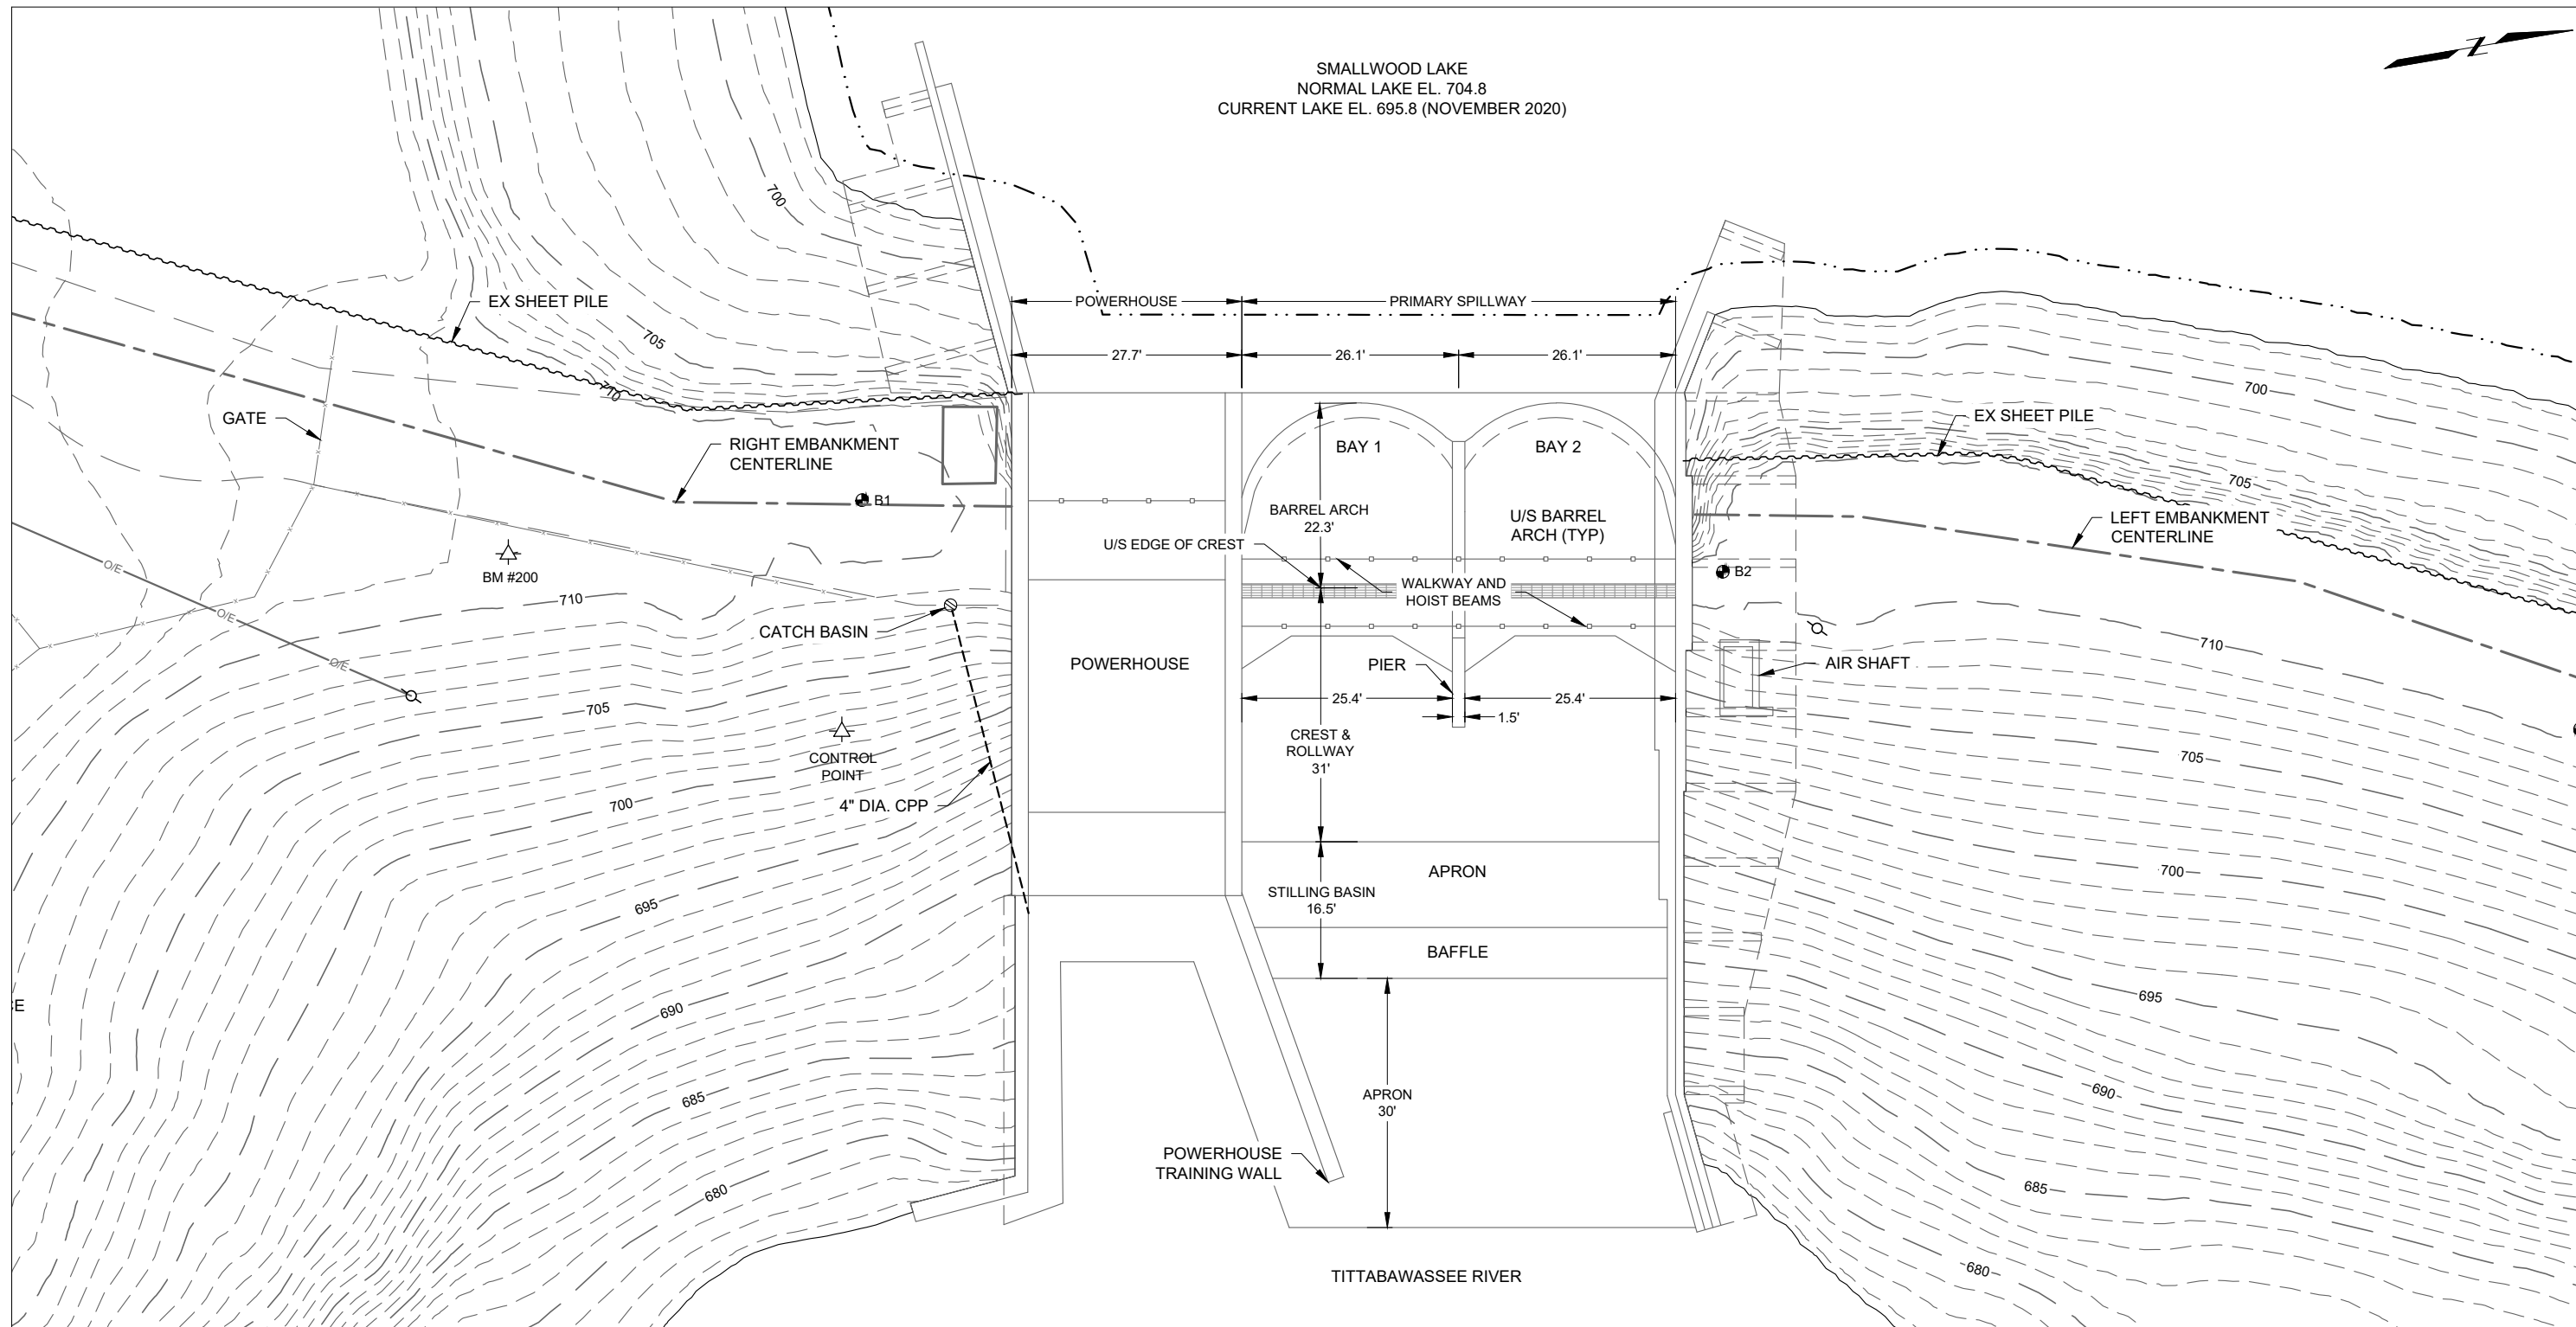 SMALLWOOD LAKE
NORMAL LAKE EL. 704.8
CURRENT LAKE EL. 695.8 (NOVEMBER 2020)
N
700
EX SHEET PILE
POWERHOUSE
PRIMARY SPILLWAY
705
27.7'
26.1'
26.1'
710
700
GATE
RIGHT EMBANKMENT
CENTERLINE
BAY 1
BAY 2
EX SHEET PILE
705
B1
BARREL ARCH
22.3'
U/S BARREL
ARCH (TYP)
LEFT EMBANKMENT
CENTERLINE
U/S EDGE OF CREST
O/E
BM #200
B2
WALKWAY AND
HOIST BEAMS
710
O/E
CATCH BASIN
710
O/E
POWERHOUSE
PIER
AIR SHAFT
25.4'
25.4'
705
1.5'
CREST &
ROLLWAY
31'
CONTROL
POINT
705
700
4" DIA. CPP
APRON
700
STILLING BASIN
16.5'
695
BAFFLE
695
CE
690
690
APRON
30'
685
POWERHOUSE
TRAINING WALL
685
680
680
TITTABAWASSEE RIVER